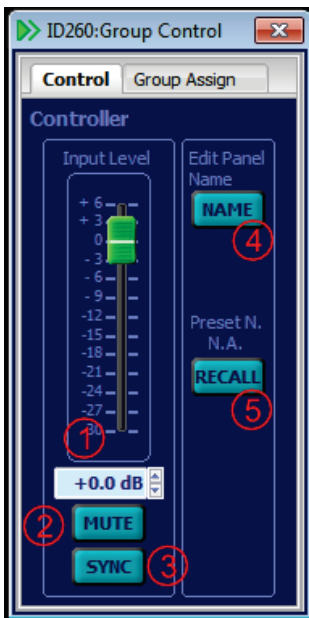 ID260:Group Control
Control Group Assign
Controller
Input Level
+ 6
+ 3
0
- 3
- 6
- 9
-12
-15
-18
-21
-24
-27
-30
1
+0.0 dB
2 MUTE
SYNC 3
Edit Panel
Name
NAME
4
Preset N.
N.A.
RECALL
5